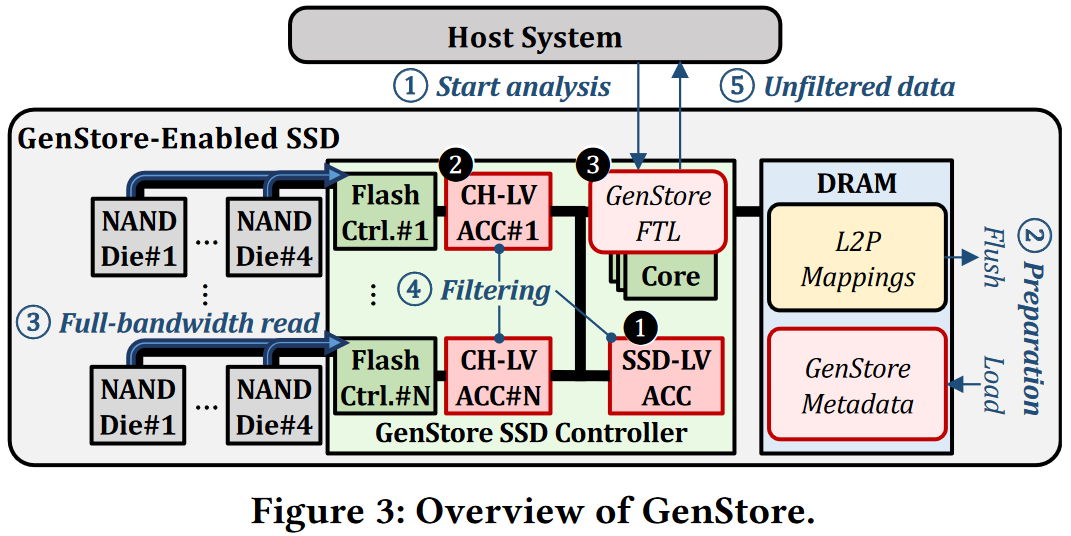 Host System
① Start analysis
⑤ Unfiltered data
GenStore-Enabled SSD
NAND
Die#1
...
NAND
Die#4
Flash
Ctrl.#1
❷
CH-LV
ACC#1
❸
GenStore
FTL
Core
DRAM
L2P
Mappings
Flush
② Preparation
⋮
⋮
④ Filtering
③ Full-bandwidth read
NAND
Die#1
...
NAND
Die#4
Flash
Ctrl.#N
CH-LV
ACC#N
❶
SSD-LV
ACC
GenStore
Metadata
Load
GenStore SSD Controller
Figure 3: Overview of GenStore.